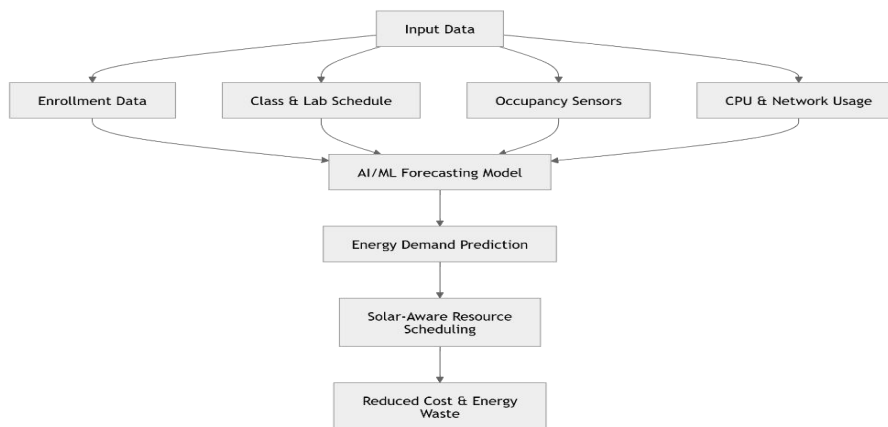 Input Data
Enrollment Data
Class & Lab Schedule
Occupancy Sensors
CPU & Network Usage
AI/ML Forecasting Model
Energy Demand Prediction
Solar-Aware Resource
Scheduling
Reduced Cost & Energy
Waste